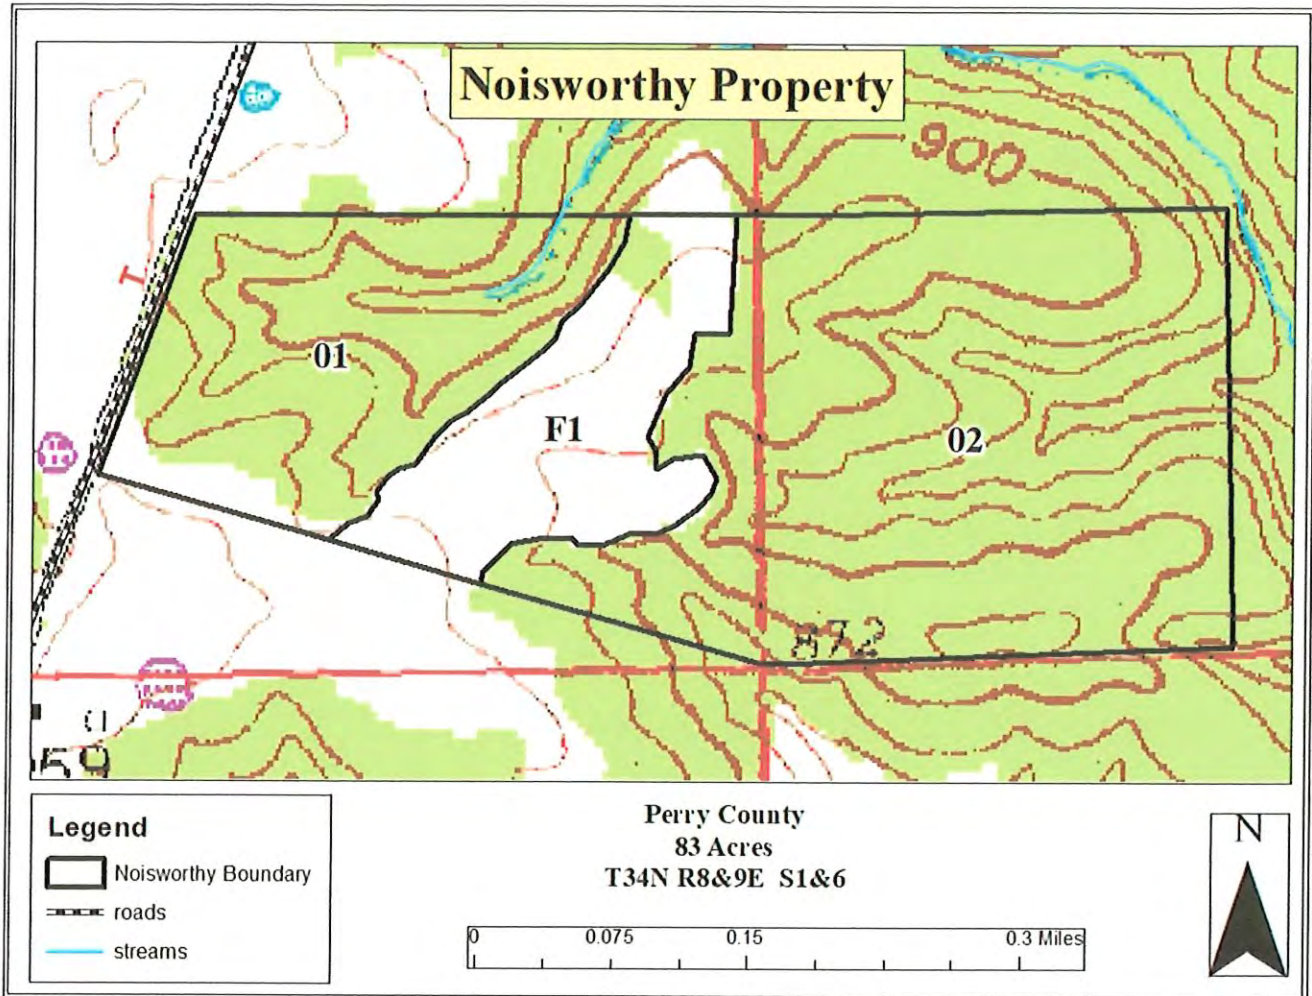 Noisworthy Property
900
01
F1
02
872
Legend
Noisworthy Boundary
roads
streams
Perry County
83 Acres
T34N R8&9E S1&6
0 0.075 0.15 0.3 Miles
N